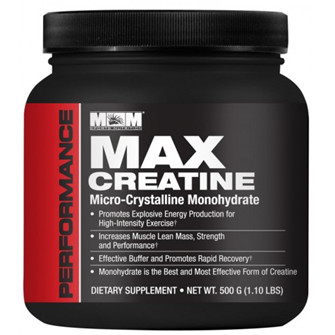 M M
MAX
CREATINE
Micro-Crystalline Monohydrate
• Promotes Explosive Energy Production for
High-Intensity Exercise†
• Increases Muscle Lean Mass, Strength
and Performance†
• Effective Buffer and Promotes Rapid Recovery†
• Monohydrate is the Best and Most Effective Form of Creatine
DIETARY SUPPLEMENT • NET WT. 500 G (1.10 LBS)
PERFORMANCE